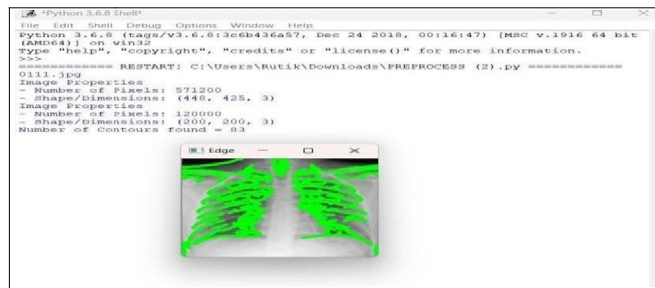 *Python 3.6.8 Shell*
File Edit Shell Debug Options Window Help
Python 3.6.8 (tags/v3.6.8:3c6b436a57, Dec 24 2018, 00:16:47) [MSC v.1916 64 bit
(AMD64)] on win32
Type "help", "copyright", "credits" or "license()" for more information.
>>>
============ RESTART: C:\Users\Rutik\Downloads\PREPROCESS (2).py ============
0111.jpg
Image Properties
- Number of Pixels: 571200
- Shape/Dimensions: (448, 425, 3)
Image Properties
- Number of Pixels: 120000
- Shape/Dimensions: (200, 200, 3)
Number of Contours found = 83
Edge